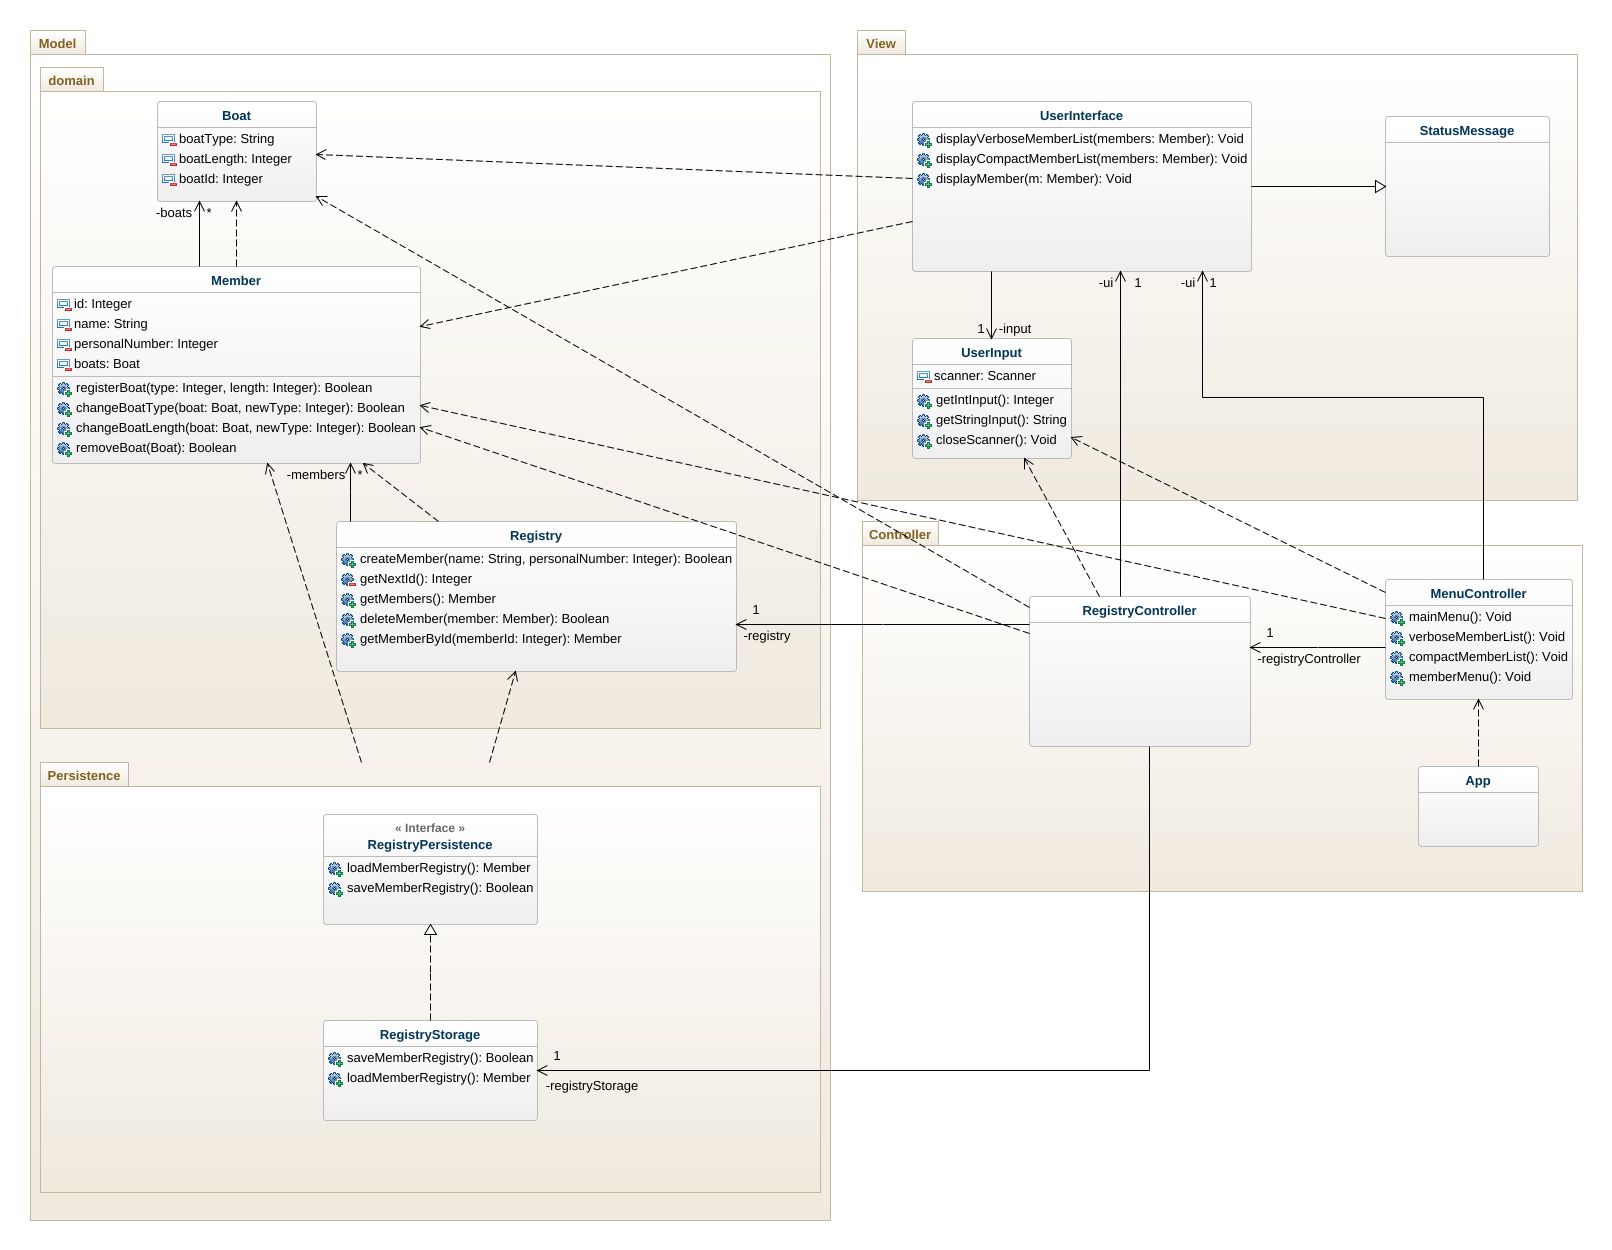 Model
domain
Boat
boatType: String
boatLength: Integer
boatId: Integer
-boats
*
Member
id: Integer
name: String
personalNumber: Integer
boats: Boat
registerBoat(type: Integer, length: Integer): Boolean
changeBoatType(boat: Boat, newType: Integer): Boolean
changeBoatLength(boat: Boat, newType: Integer): Boolean
removeBoat(Boat): Boolean
-members
*
Registry
createMember(name: String, personalNumber: Integer): Boolean
getNextId(): Integer
getMembers(): Member
deleteMember(member: Member): Boolean
getMemberById(memberId: Integer): Member
1
-registry
Persistence
« Interface »
RegistryPersistence
loadMemberRegistry(): Member
saveMemberRegistry(): Boolean
RegistryStorage
saveMemberRegistry(): Boolean
loadMemberRegistry(): Member
1
-registryStorage
View
UserInterface
displayVerboseMemberList(members: Member): Void
displayCompactMemberList(members: Member): Void
displayMember(m: Member): Void
StatusMessage
-ui
1
-ui
1
1
-input
UserInput
scanner: Scanner
getIntInput(): Integer
getStringInput(): String
closeScanner(): Void
Controller
RegistryController
1
-registryController
MenuController
mainMenu(): Void
verboseMemberList(): Void
compactMemberList(): Void
memberMenu(): Void
App